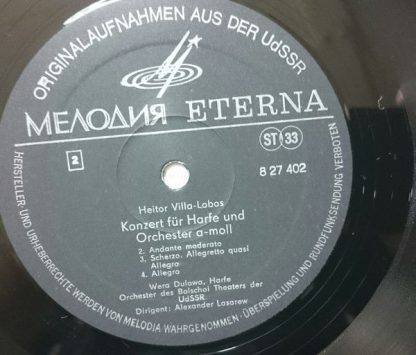 ORIGINALAUFNAHMEN AUS DER UdSSR
МЕЛОДИЯ ETERNA
2
ST 33
8 27 402
Heitor Villa-Lobos
Konzert für Harfe und
Orchester a-moll
2. Andante moderato
3. Scherzo. Allegretto quasi
Allegro
4. Allegro
Wera Dulowa, Harfe
Orchester des Bolschoi Theaters der
UdSSR
Dirigent: Alexander Lasarew
HERSTELLER- UND URHEBERRECHTE WERDEN VON MELODIA WAHRGENOMMEN · ÜBERSPIELUNG UND RUNDFUNKSENDUNG VERBOTEN